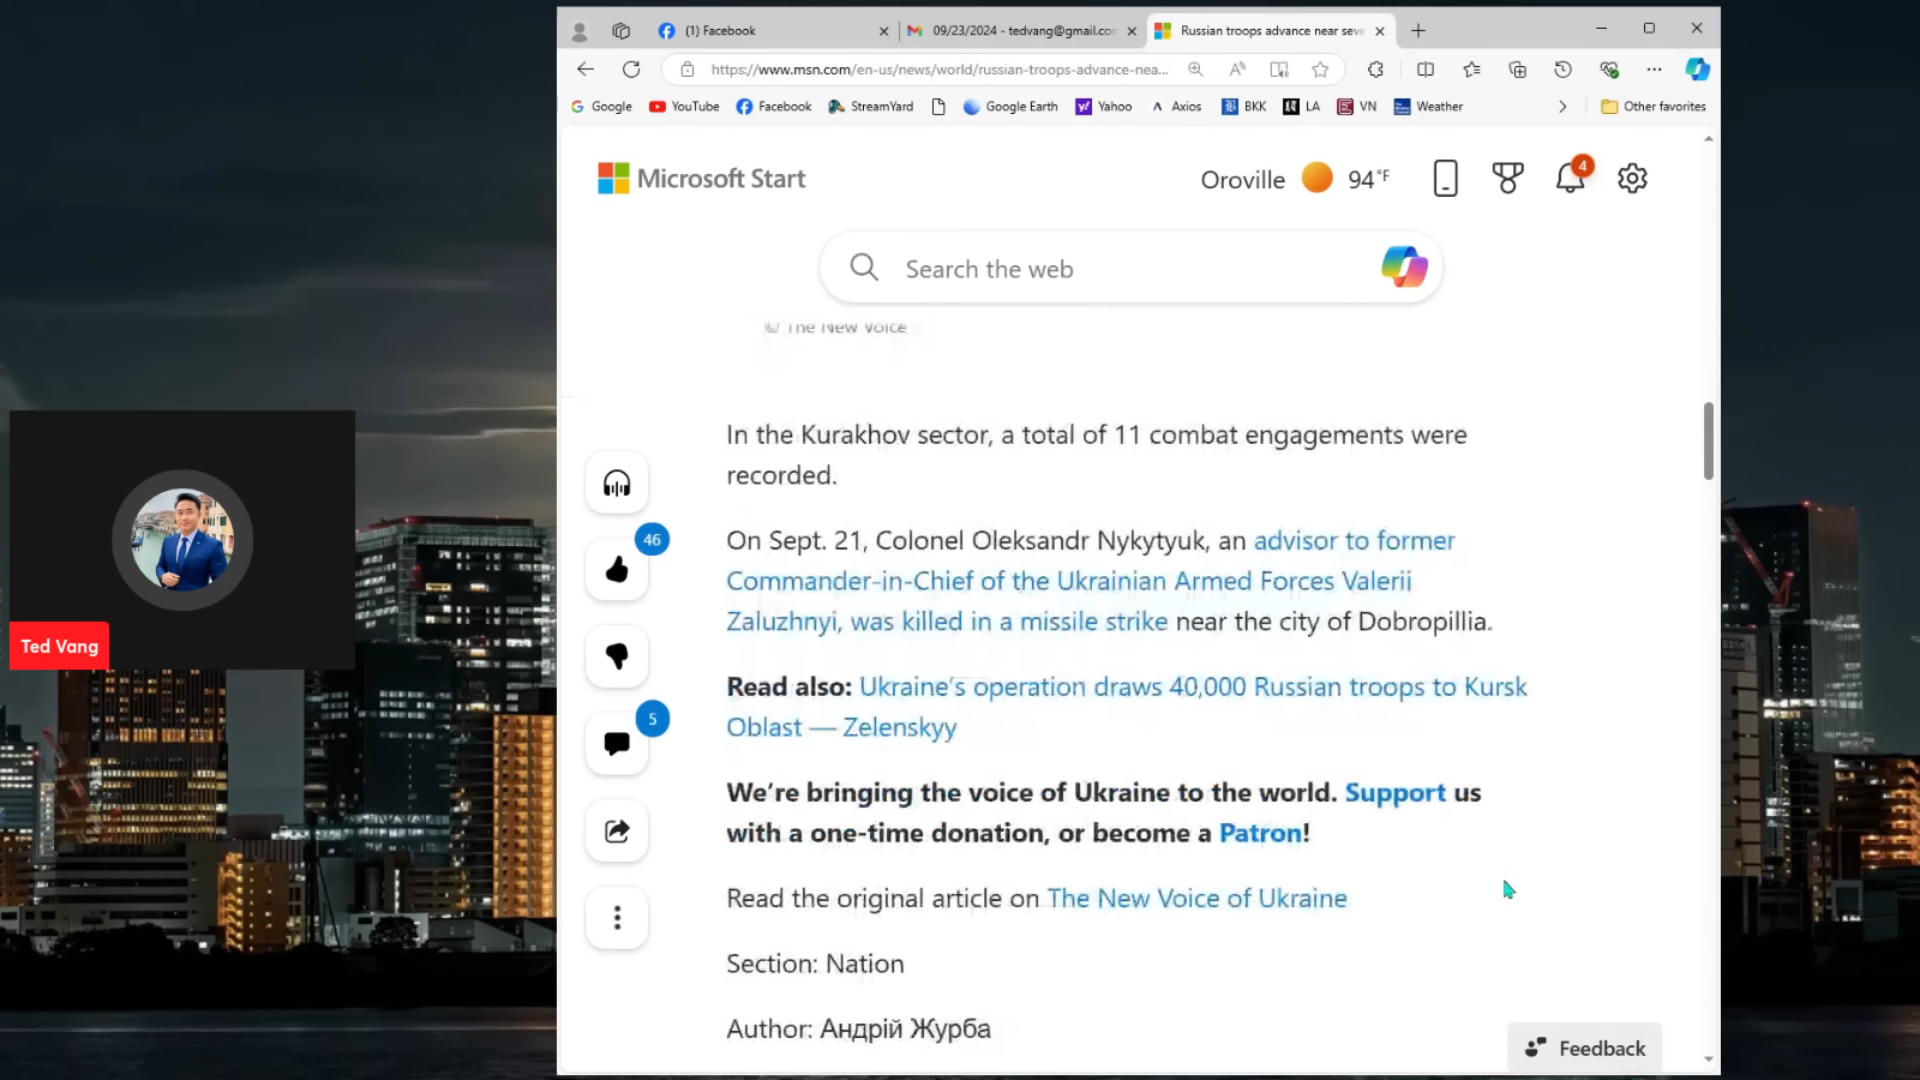 (1) Facebook
09/23/2024 - tedvang@gmail.con
Russian troops advance near seve
https://www.msn.com/en-us/news/world/russian-troops-advance-nea...
Google
YouTube
Facebook
StreamYard
Google Earth
Yahoo
Axios
BKK
LA
VN
Weather
Other favorites
Microsoft Start
Oroville
94°F
4
Search the web
© The New Voice
In the Kurakhov sector, a total of 11 combat engagements were
recorded.
46
On Sept. 21, Colonel Oleksandr Nykytyuk, an advisor to former
Commander-in-Chief of the Ukrainian Armed Forces Valerii
Zaluzhnyi, was killed in a missile strike near the city of Dobropillia.
Ted Vang
Read also: Ukraine's operation draws 40,000 Russian troops to Kursk
Oblast — Zelenskyy
5
We're bringing the voice of Ukraine to the world. Support us
with a one-time donation, or become a Patron!
Read the original article on The New Voice of Ukraine
Section: Nation
Author: Андрій Журба
Feedback